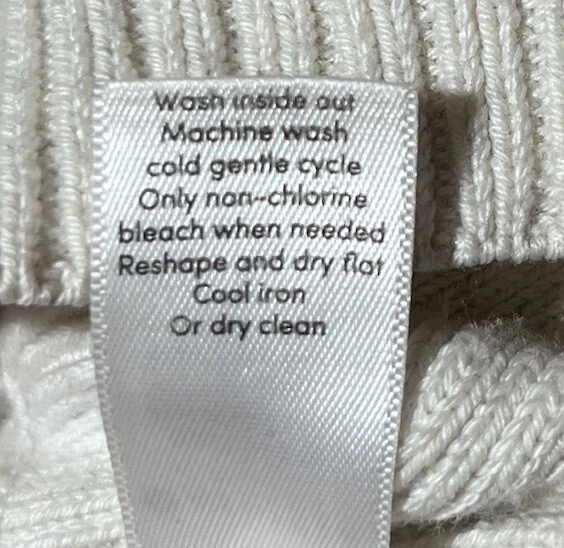 Wash inside out
Machine wash
cold gentle cycle
Only non-chlorine
bleach when needed
Reshape and dry flat
Cool iron
Or dry clean